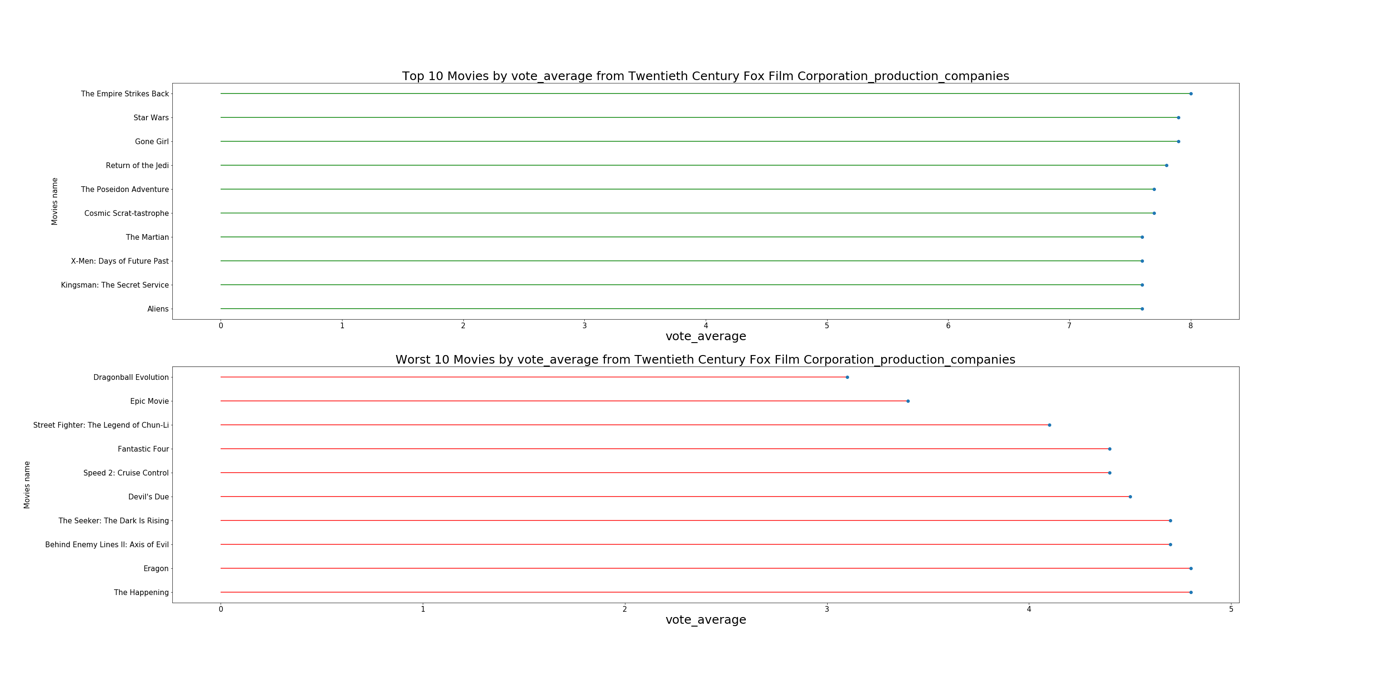 Top 10 Movies by vote_average from Twentieth Century Fox Film Corporation_production_companies
Movies name
The Empire Strikes Back
Star Wars
Gone Girl
Return of the Jedi
The Poseidon Adventure
Cosmic Scrat-tastrophe
The Martian
X-Men: Days of Future Past
Kingsman: The Secret Service
Aliens
0 1 2 3 4 5 6 7 8
vote_average
Worst 10 Movies by vote_average from Twentieth Century Fox Film Corporation_production_companies
Movies name
Dragonball Evolution
Epic Movie
Street Fighter: The Legend of Chun-Li
Fantastic Four
Speed 2: Cruise Control
Devil's Due
The Seeker: The Dark Is Rising
Behind Enemy Lines II: Axis of Evil
Eragon
The Happening
0 1 2 3 4 5
vote_average